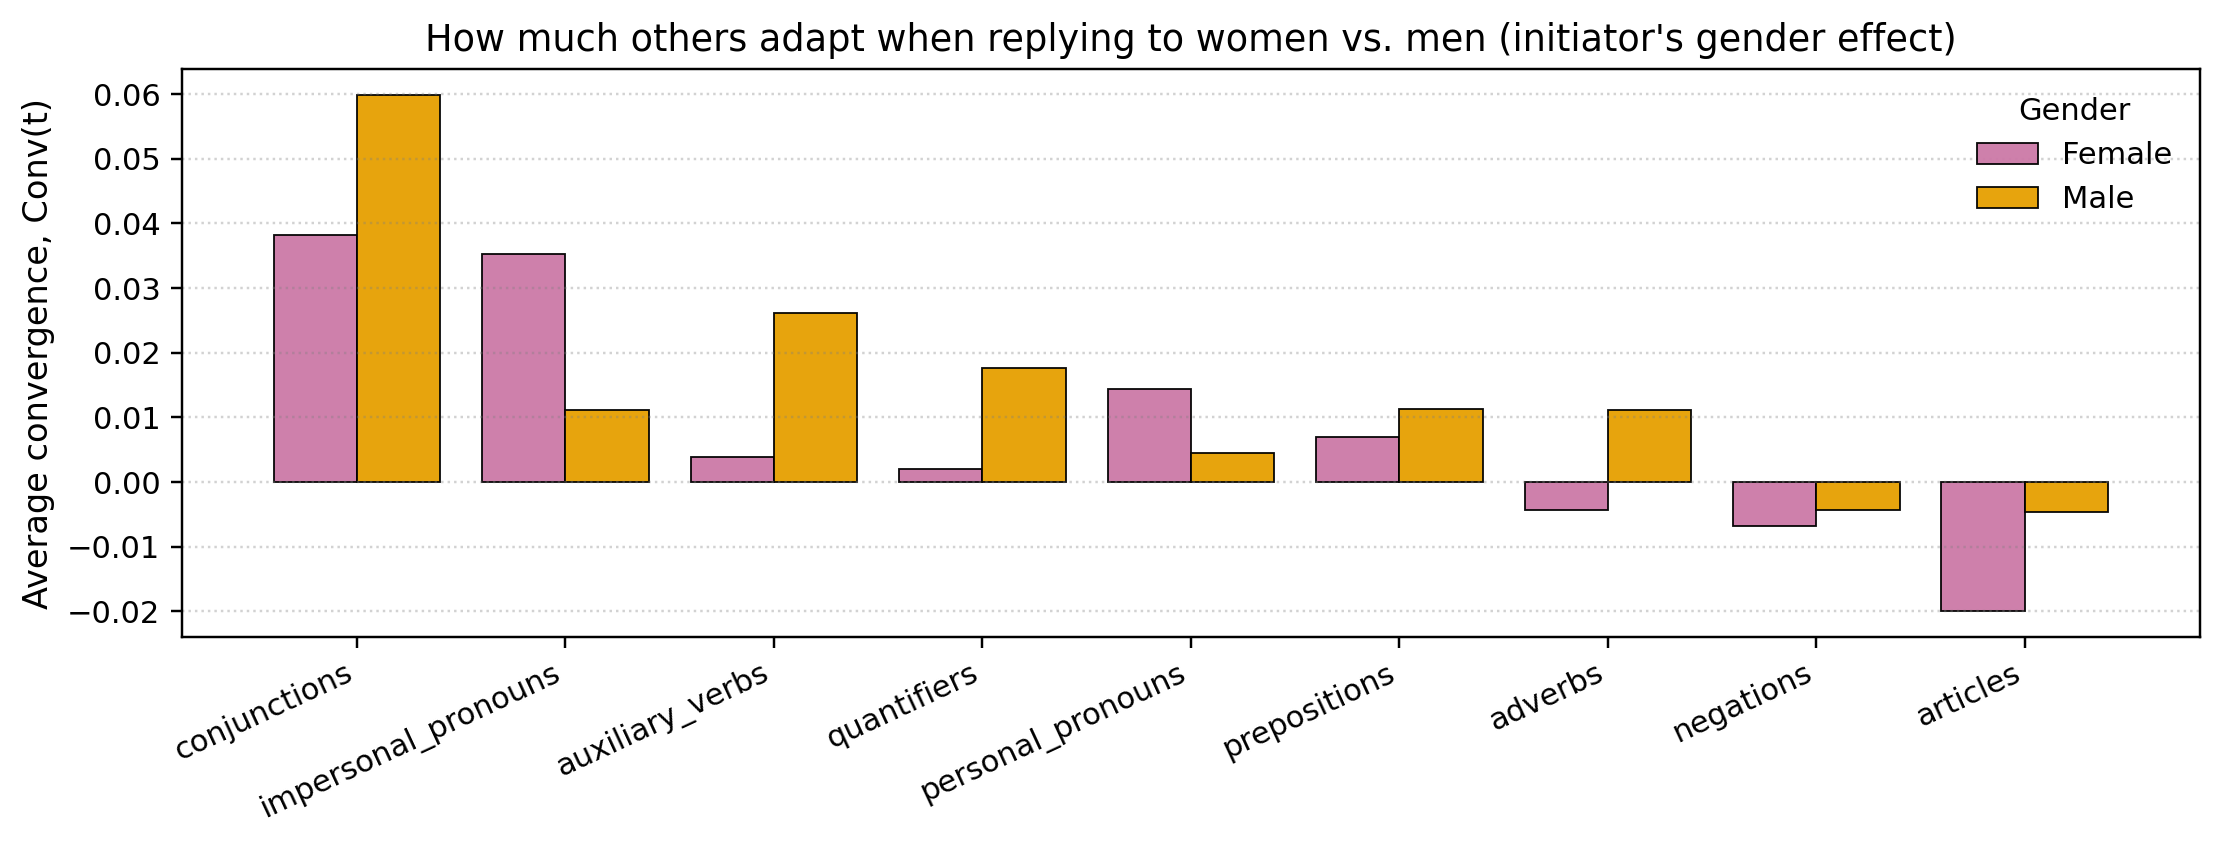 How much others adapt when replying to women vs. men (initiator's gender effect)
Average convergence, Conv(t)
0.06
0.05
0.04
0.03
0.02
0.01
0.00
−0.01
−0.02
Gender
Female
Male
conjunctions
impersonal_pronouns
auxiliary_verbs
quantifiers
personal_pronouns
prepositions
adverbs
negations
articles